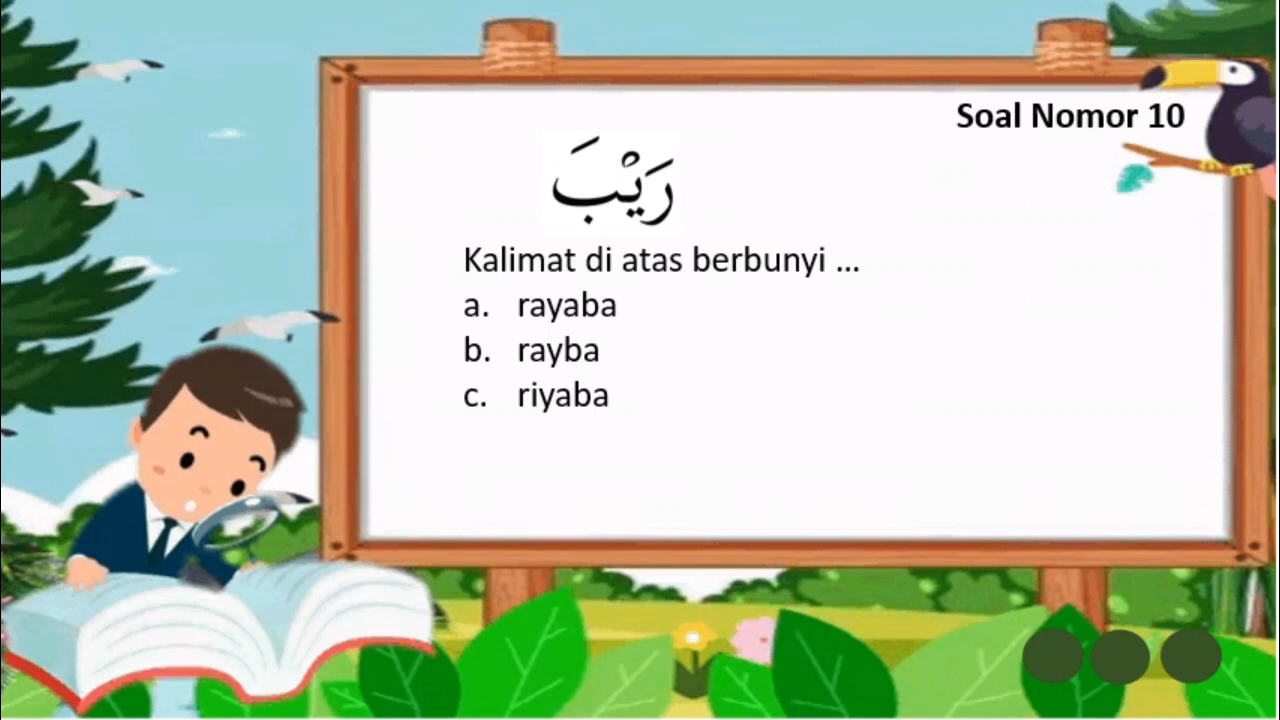 Soal Nomor 10
رَيْبَ
Kalimat di atas berbunyi ...
a. rayaba
b. rayba
c. riyaba